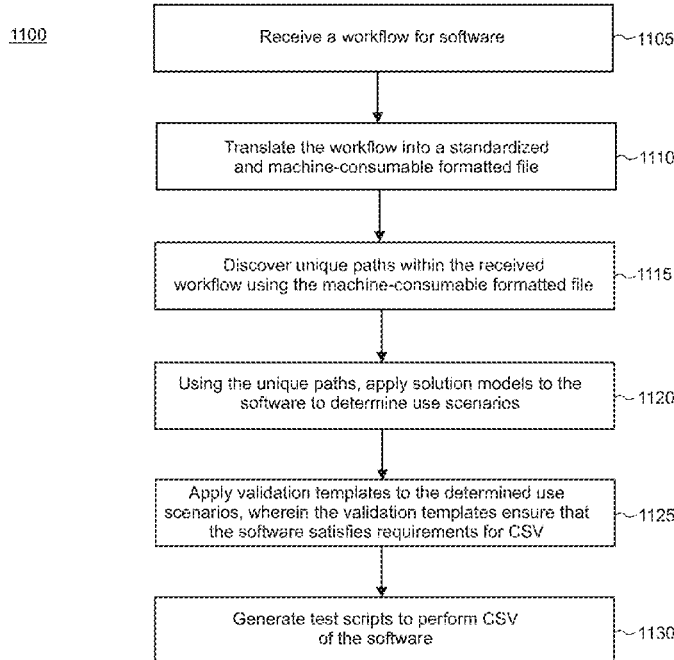 1100
Receive a workflow for software
1105
Translate the workflow into a standardized
and machine-consumable formatted file
1110
Discover unique paths within the received
workflow using the machine-consumable formatted file
1115
Using the unique paths, apply solution models to the
software to determine use scenarios
1120
Apply validation templates to the determined use
scenarios, wherein the validation templates ensure that
the software satisfies requirements for CSV
1125
Generate test scripts to perform CSV
of the software
1130